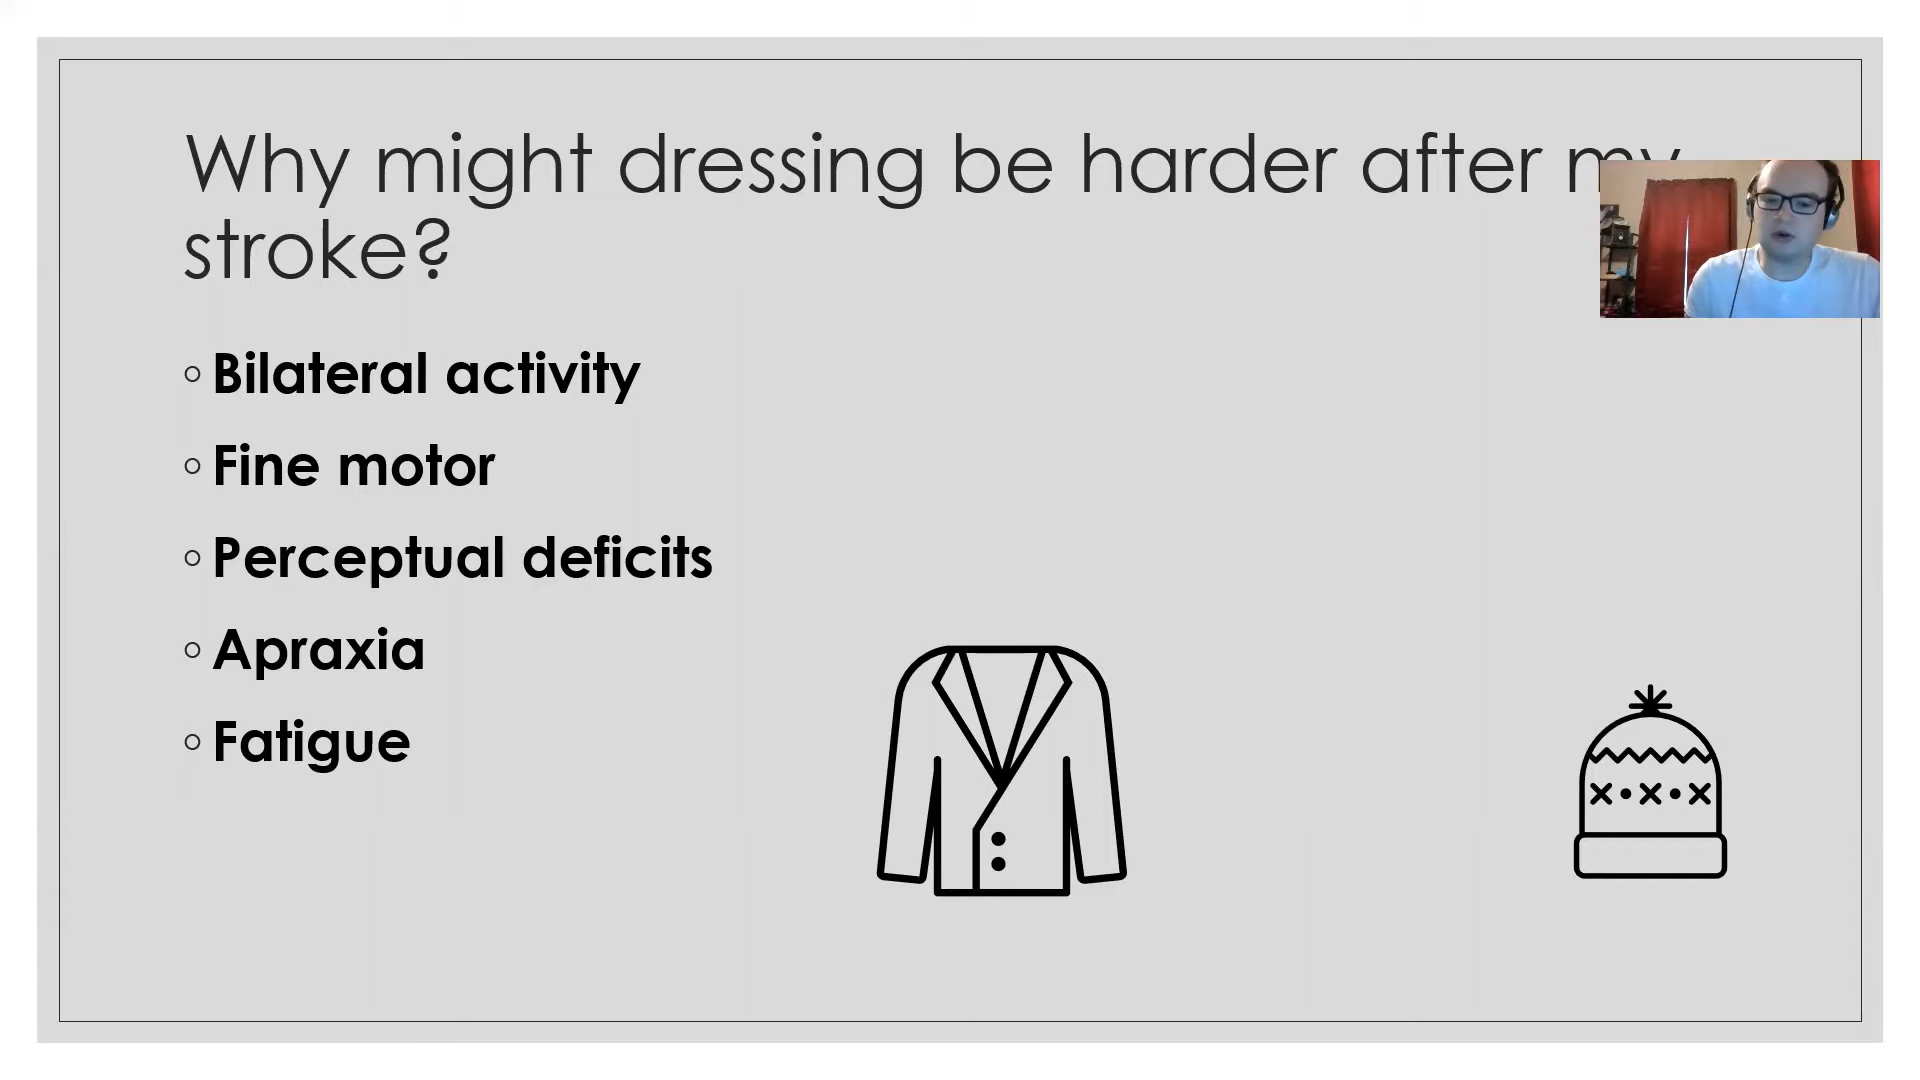 Why might dressing be harder after my
stroke?
Bilateral activity
Fine motor
Perceptual deficits
Apraxia
Fatigue